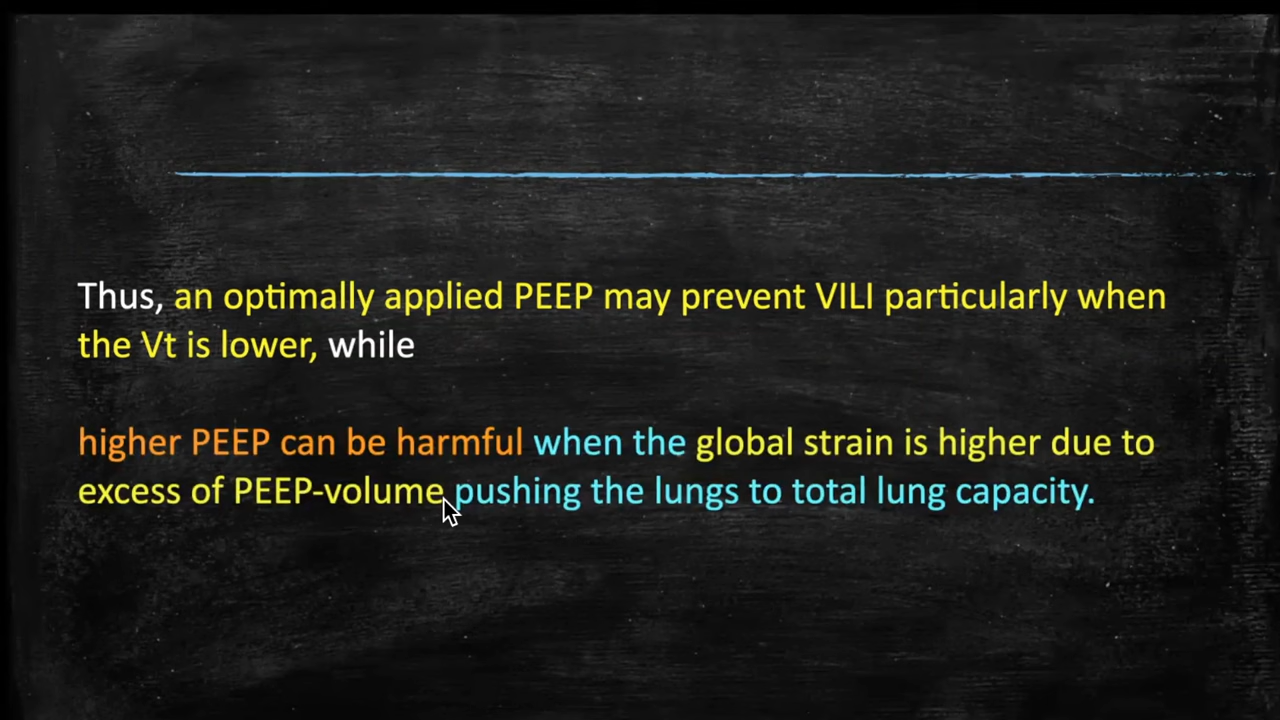 Thus, an optimally applied PEEP may prevent VILI particularly when
the Vt is lower, while
higher PEEP can be harmful when the global strain is higher due to
excess of PEEP-volume pushing the lungs to total lung capacity.